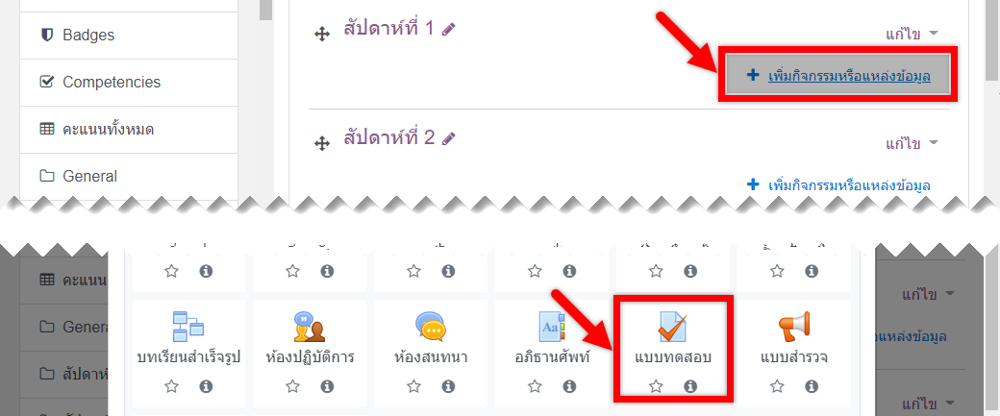 Badges
Competencies
คะแนนทั้งหมด
General
สัปดาห์ที่ 1
แก้ไข
เพิ่มกิจกรรมหรือแหล่งข้อมูล
สัปดาห์ที่ 2
แก้ไข
เพิ่มกิจกรรมหรือแหล่งข้อมูล
คะแนน
Genera
สัปดาห์
บทเรียนสำเร็จรูป
ห้องปฏิบัติการ
ห้องสนทนา
อภิธานศัพท์
แบบทดสอบ
แบบสำรวจ
Aa
แก้ไข
แหล่งข้อมูล
แก้ไข